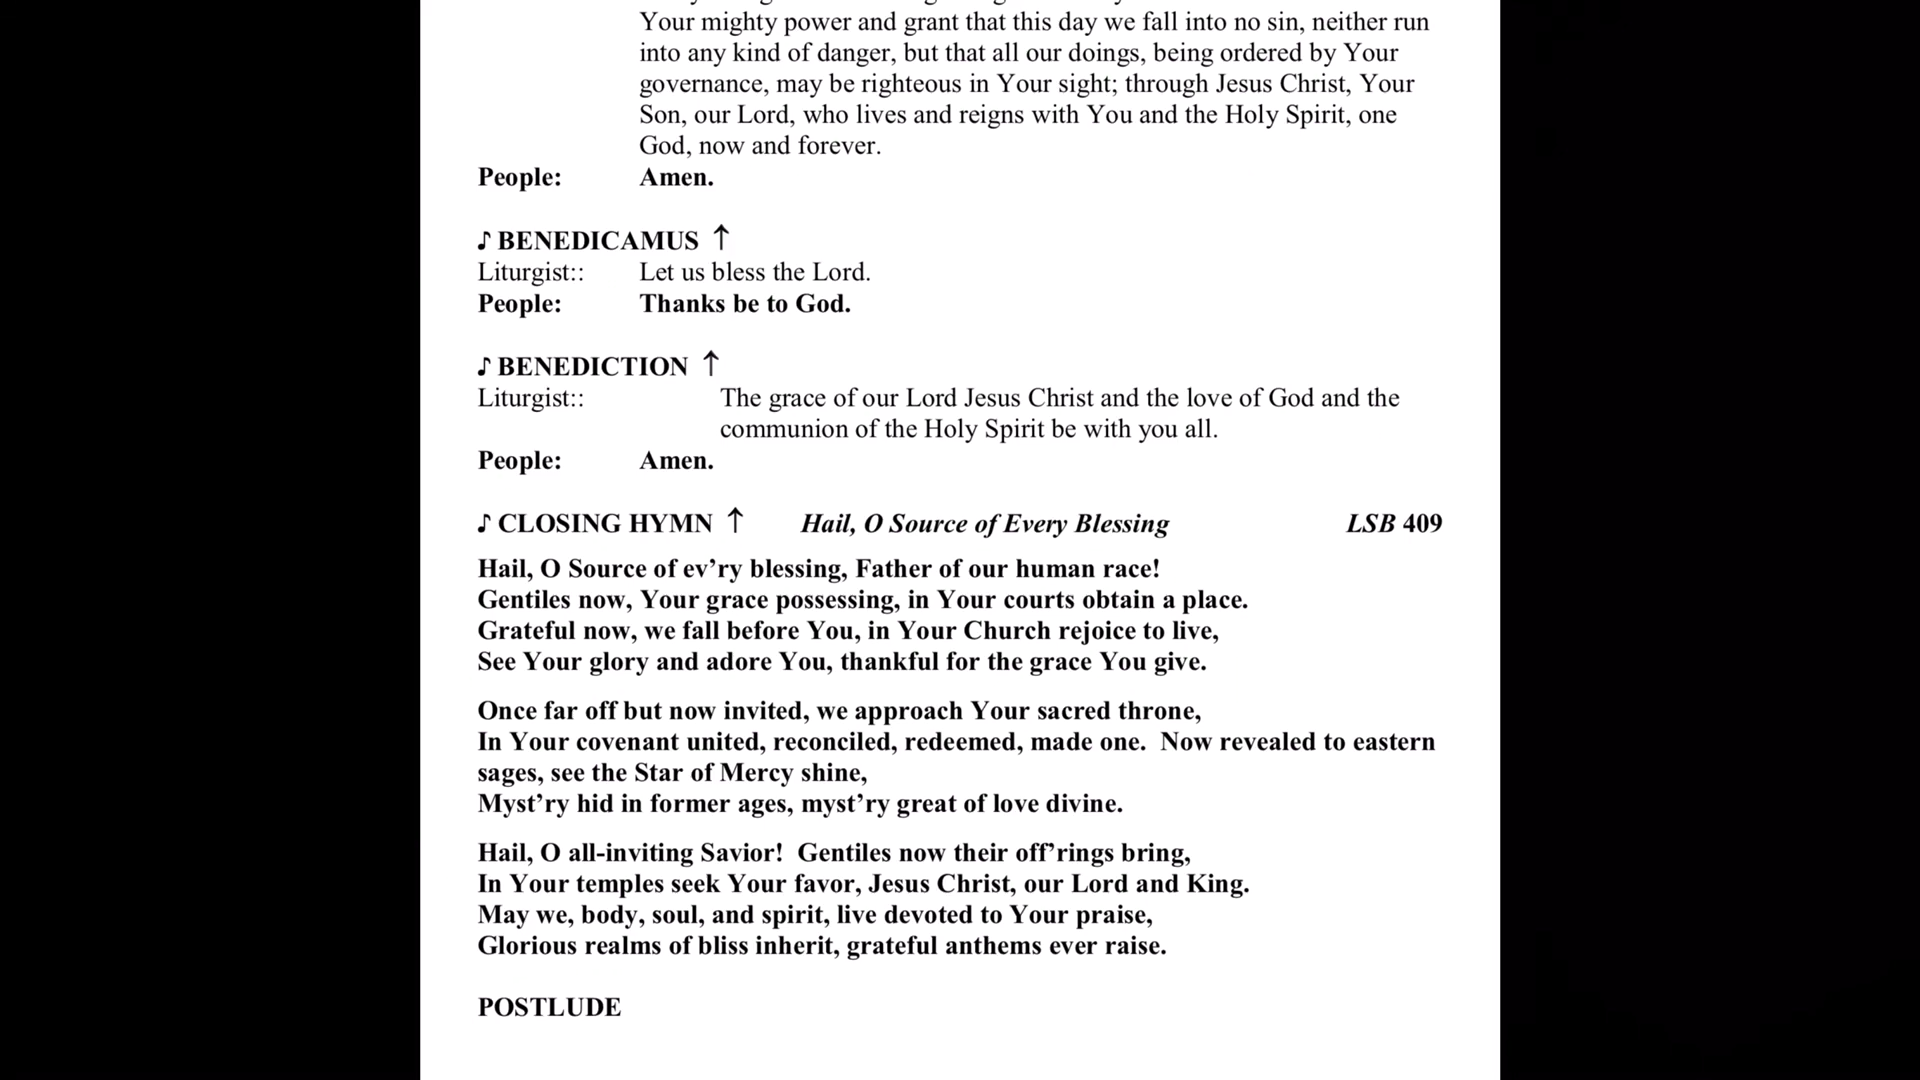 Your mighty power and grant that this day we fall into no sin, neither run
into any kind of danger, but that all our doings, being ordered by Your
governance, may be righteous in Your sight; through Jesus Christ, Your
Son, our Lord, who lives and reigns with You and the Holy Spirit, one
God, now and forever.
People: Amen.
♪ BENEDICAMUS ↑
Liturgist:: Let us bless the Lord.
People: Thanks be to God.
♪ BENEDICTION ↑
Liturgist:: The grace of our Lord Jesus Christ and the love of God and the
communion of the Holy Spirit be with you all.
People: Amen.
♪ CLOSING HYMN ↑ Hail, O Source of Every Blessing LSB 409
Hail, O Source of ev’ry blessing, Father of our human race!
Gentiles now, Your grace possessing, in Your courts obtain a place.
Grateful now, we fall before You, in Your Church rejoice to live,
See Your glory and adore You, thankful for the grace You give.
Once far off but now invited, we approach Your sacred throne,
In Your covenant united, reconciled, redeemed, made one.  Now revealed to eastern
sages, see the Star of Mercy shine,
Myst’ry hid in former ages, myst’ry great of love divine.
Hail, O all-inviting Savior!  Gentiles now their off’rings bring,
In Your temples seek Your favor, Jesus Christ, our Lord and King.
May we, body, soul, and spirit, live devoted to Your praise,
Glorious realms of bliss inherit, grateful anthems ever raise.
POSTLUDE